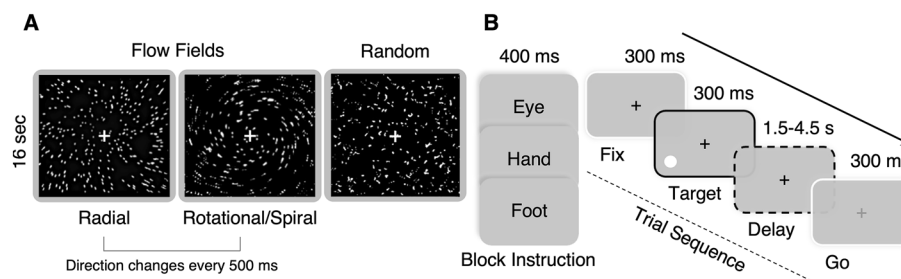 A
Flow Fields
Random
16 sec
Radial
Rotational/Spiral
Direction changes every 500 ms
B
400 ms
Eye
Hand
Foot
Block Instruction
300 ms
Fix
300 ms
Target
1.5-4.5 s
Delay
300 m
Go
Trial Sequence